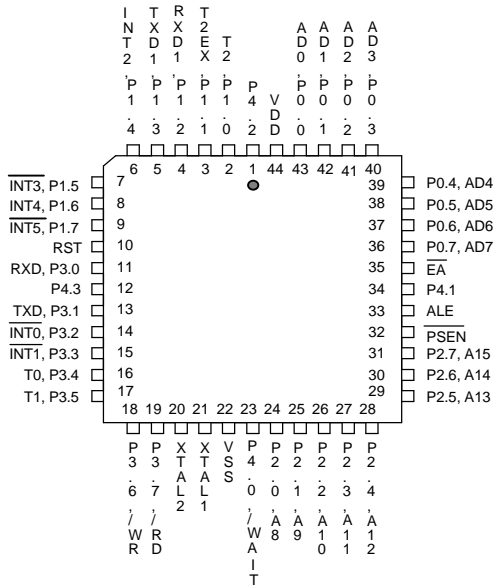 INT2, P1.4
TXD1, P1.3
RXD1, P1.2
T2EX, P1.1
T2, P1.0
P4.2
VDD
AD0, P0.0
AD1, P0.1
AD2, P0.2
AD3, P0.3
6 5 4 3 2 1 44 43 42 41 40
INT3, P1.5 7
INT4, P1.6 8
INT5, P1.7 9
RST 10
RXD, P3.0 11
P4.3 12
TXD, P3.1 13
INT0, P3.2 14
INT1, P3.3 15
T0, P3.4 16
T1, P3.5 17
39 P0.4, AD4
38 P0.5, AD5
37 P0.6, AD6
36 P0.7, AD7
35 EA
34 P4.1
33 ALE
32 PSEN
31 P2.7, A15
30 P2.6, A14
29 P2.5, A13
18 19 20 21 22 23 24 25 26 27 28
P3.6, /WR
P3.7, /RD
XTAL2
XTAL1
VSS
P4.0, /WAIT
P2.0, A8
P2.1, A9
P2.2, A10
P2.3, A11
P2.4, A12